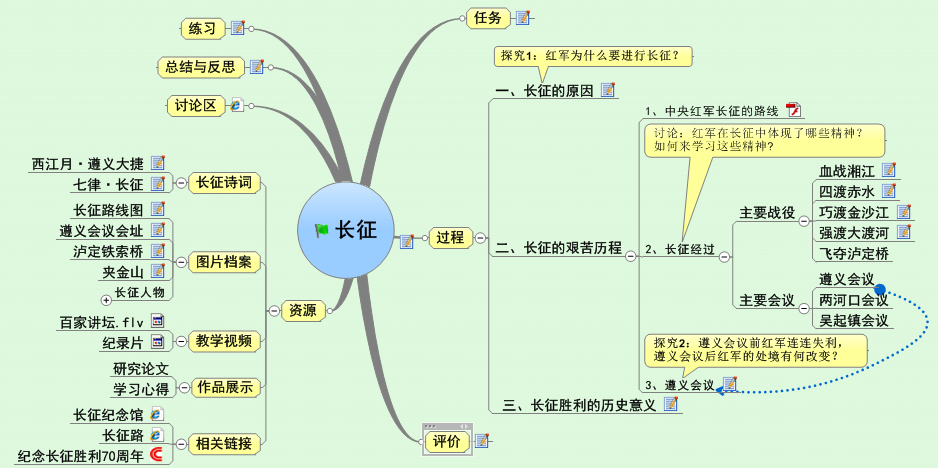 长征
任务
过程
探究1：红军为什么要进行长征？
一、长征的原因
二、长征的艰苦历程
1、中央红军长征的路线
讨论：红军在长征中体现了哪些精神？
如何来学习这些精神？
2、长征经过
主要战役
血战湘江
四渡赤水
巧渡金沙江
强渡大渡河
飞夺泸定桥
主要会议
遵义会议
两河口会议
吴起镇会议
探究2：遵义会议前红军连连失利，
遵义会议后红军的处境有何改变？
3、遵义会议
三、长征胜利的历史意义
评价
练习
总结与反思
讨论区
资源
长征诗词
西江月·遵义大捷
七律·长征
图片档案
长征路线图
遵义会议会址
泸定铁索桥
夹金山
长征人物
教学视频
百家讲坛.flv
纪录片
作品展示
研究论文
学习心得
相关链接
长征纪念馆
长征路
纪念长征胜利70周年